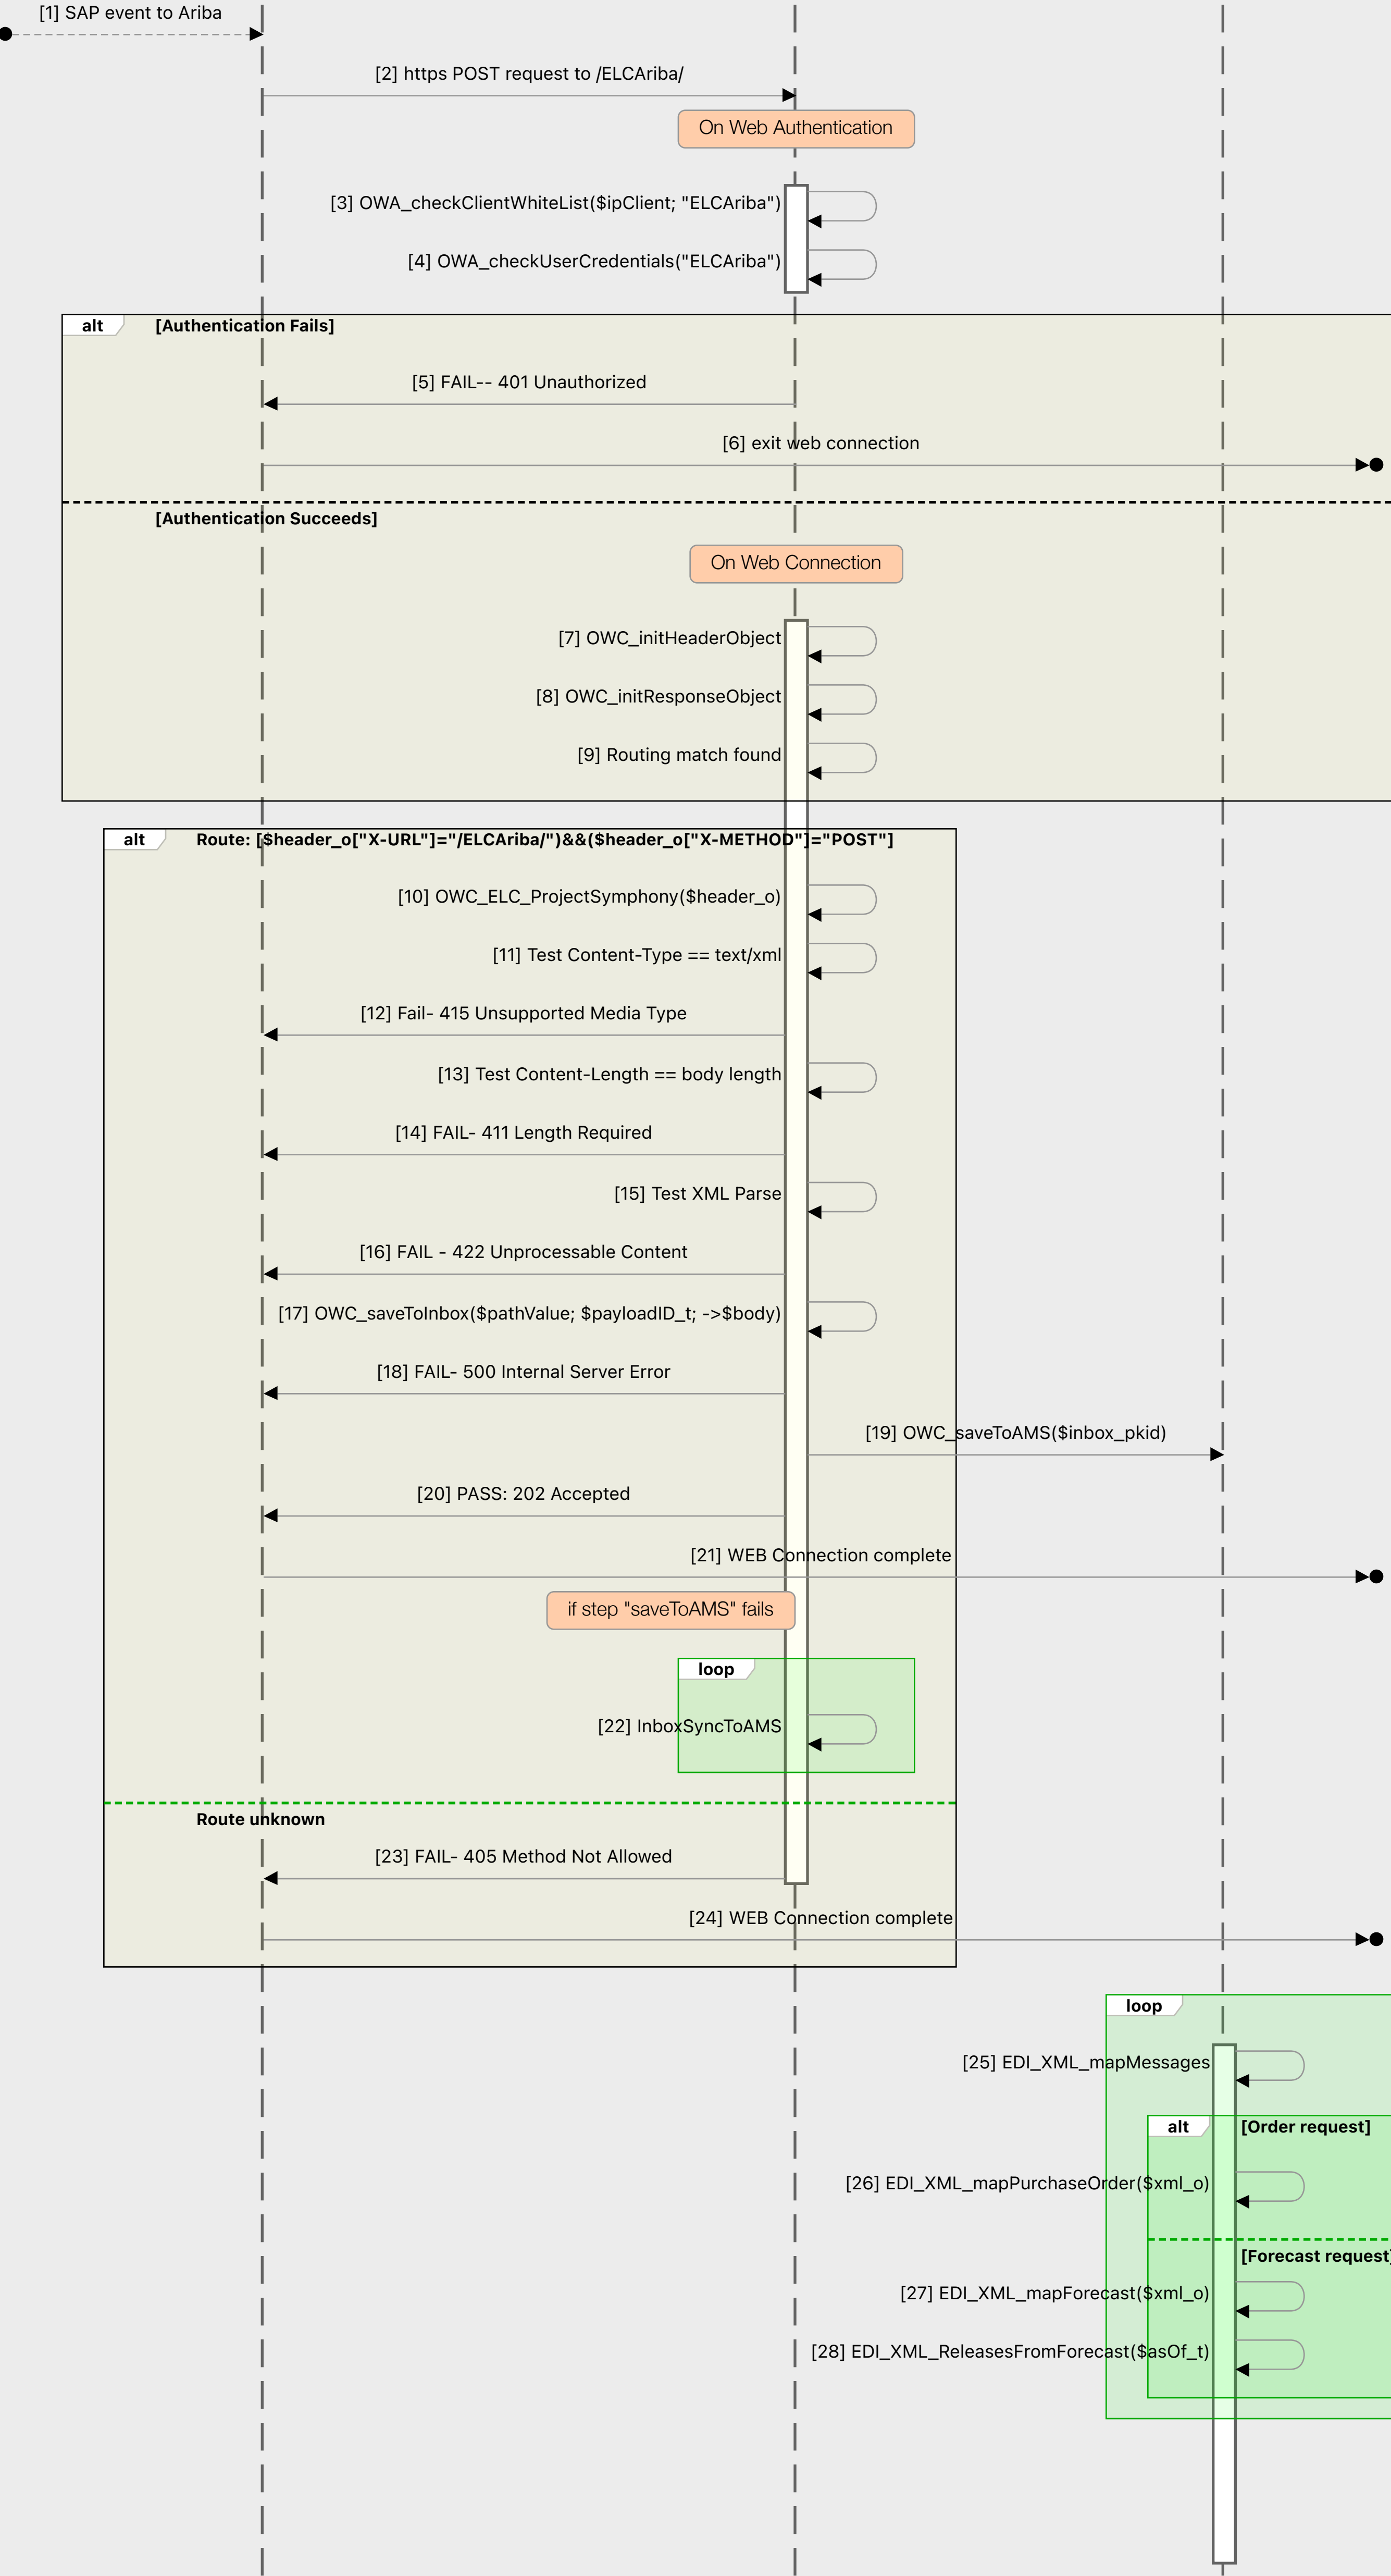 [1] SAP event to Ariba
[2] https POST request to /ELCAriba/
On Web Authentication
[3] OWA_checkClientWhiteList($ipClient; "ELCAriba")
[4] OWA_checkUserCredentials("ELCAriba")
alt [Authentication Fails]
[5] FAIL-- 401 Unauthorized
[6] exit web connection
[Authentication Succeeds]
On Web Connection
[7] OWC_initHeaderObject
[8] OWC_initResponseObject
[9] Routing match found
alt Route: [$header_o["X-URL"]="/ELCAriba/")&&($header_o["X-METHOD"]="POST"]
[10] OWC_ELC_ProjectSymphony($header_o)
[11] Test Content-Type == text/xml
[12] Fail- 415 Unsupported Media Type
[13] Test Content-Length == body length
[14] FAIL- 411 Length Required
[15] Test XML Parse
[16] FAIL - 422 Unprocessable Content
[17] OWC_saveToInbox($pathValue; $payloadID_t; ->$body)
[18] FAIL- 500 Internal Server Error
[19] OWC_saveToAMS($inbox_pkid)
[20] PASS: 202 Accepted
[21] WEB Connection complete
if step "saveToAMS" fails
loop
[22] InboxSyncToAMS
Route unknown
[23] FAIL- 405 Method Not Allowed
[24] WEB Connection complete
loop
[25] EDI_XML_mapMessages
alt [Order request]
[26] EDI_XML_mapPurchaseOrder($xml_o)
[Forecast request]
[27] EDI_XML_mapForecast($xml_o)
[28] EDI_XML_ReleasesFromForecast($asOf_t)